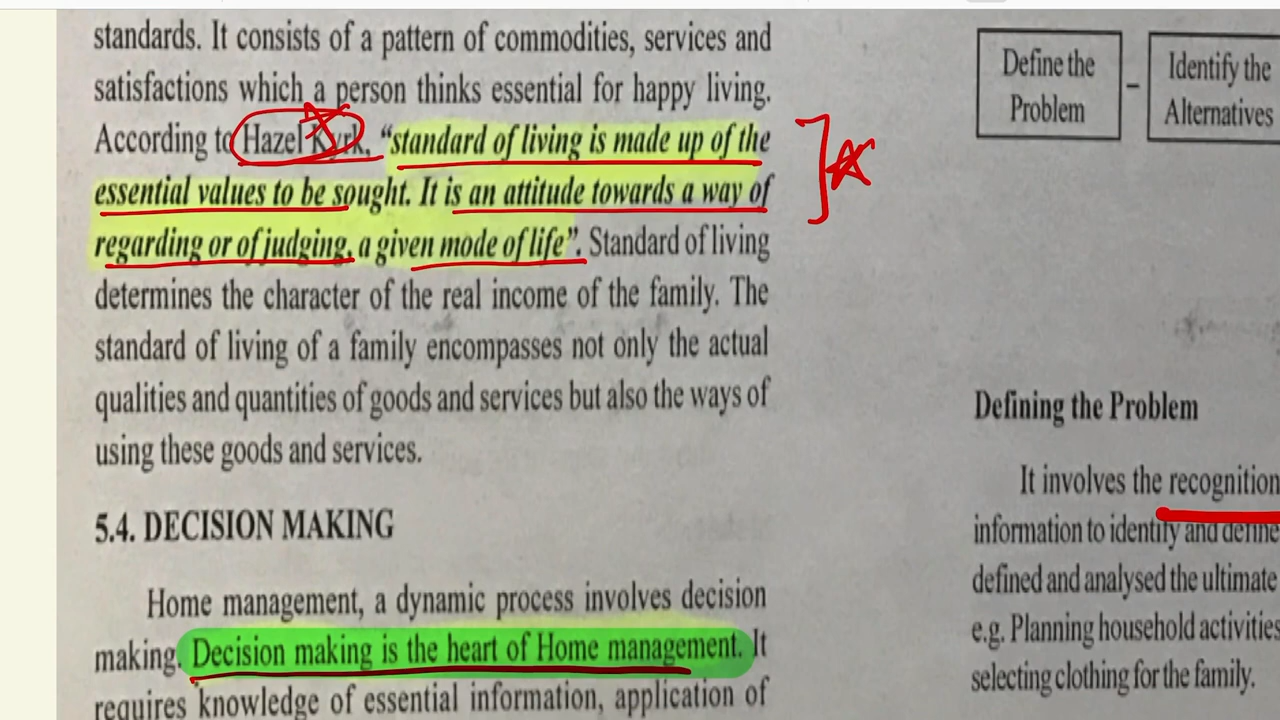 standards. It consists of a pattern of commodities, services and
satisfactions which a person thinks essential for happy living.
According to Hazel Kyrk, “standard of living is made up of the
essential values to be sought. It is an attitude towards a way of
regarding or of judging, a given mode of life”. Standard of living
determines the character of the real income of the family. The
standard of living of a family encompasses not only the actual
qualities and quantities of goods and services but also the ways of
using these goods and services.
5.4. DECISION MAKING
Home management, a dynamic process involves decision
making. Decision making is the heart of Home management. It
requires knowledge of essential information, application of
Define the
Problem
Identify the
Alternatives
Defining the Problem
It involves the recognition
information to identify and define
defined and analysed the ultimate
e.g. Planning household activities
selecting clothing for the family.